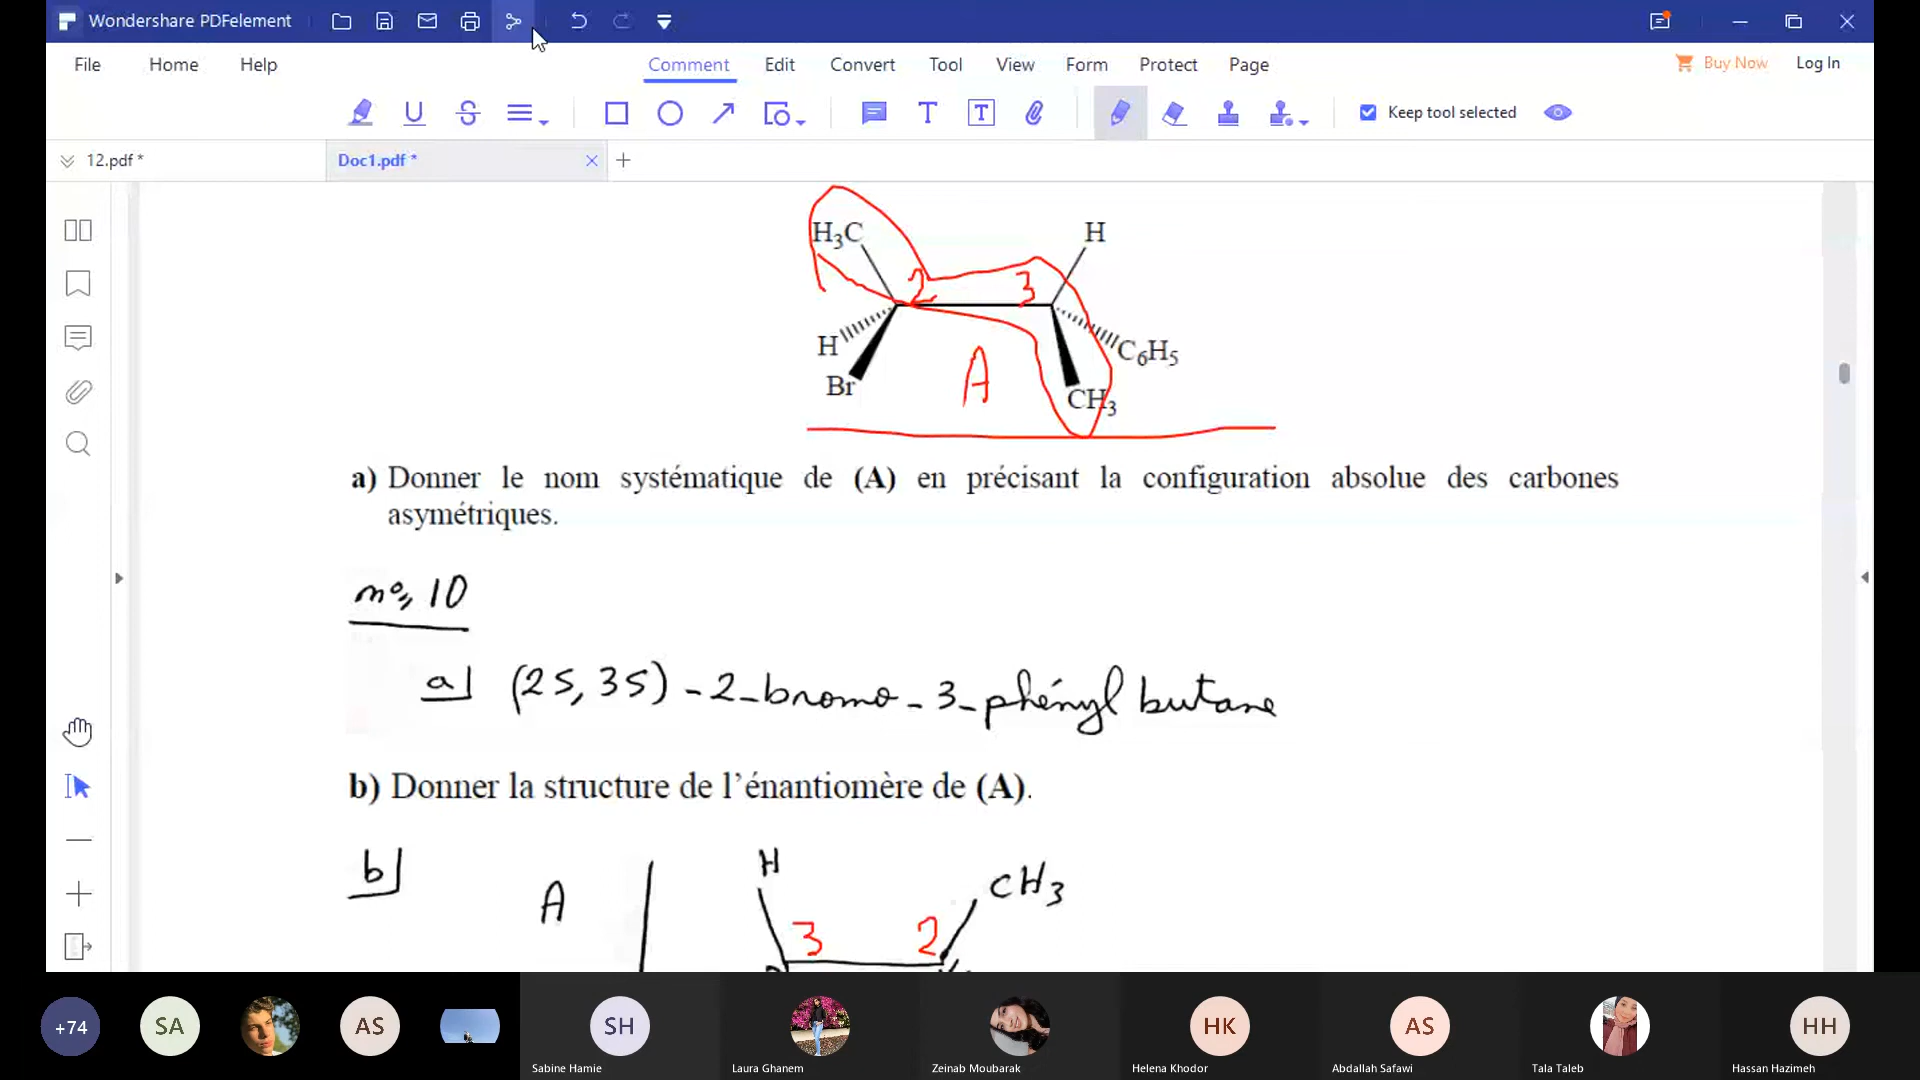 Wondershare PDFelement
File Home Help Comment Edit Convert Tool View Form Protect Page Buy Now Log In
Keep tool selected
12.pdf * Doc1.pdf *
H₃C H
2 3
H C₆H₅
Br A CH₃
a) Donner le nom systématique de (A) en précisant la configuration absolue des carbones
asymétriques.
n°, 10
a] (2S, 3S) - 2-bromo - 3-phényl butane
b) Donner la structure de l'énantiomère de (A).
b] A H CH3
3 2
+74 SA AS SH HK AS HH
Sabine Hamie Laura Ghanem Zeinab Moubarak Helena Khodor Abdallah Safawi Tala Taleb Hassan Hazimeh